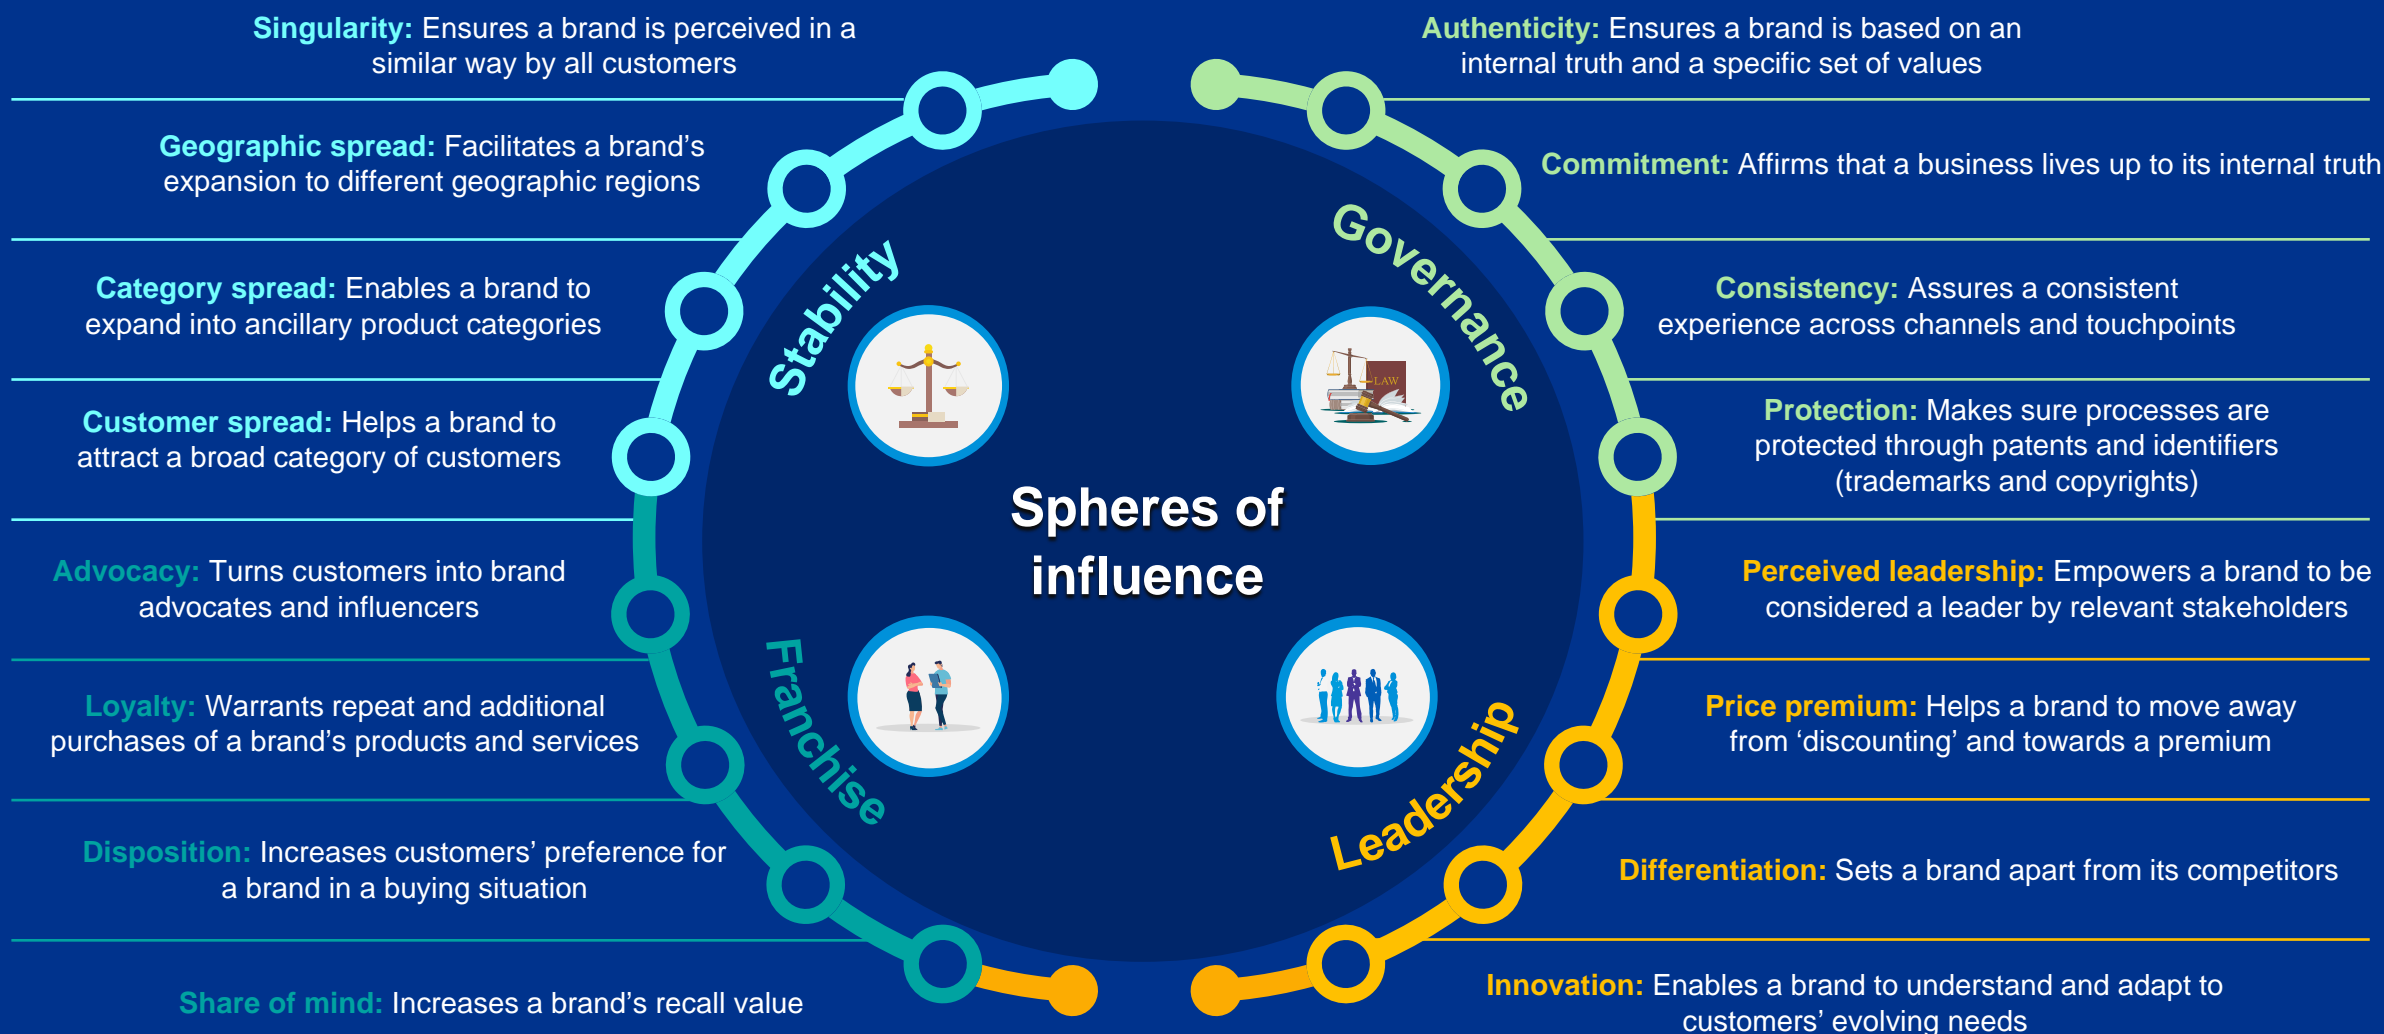 Singularity: Ensures a brand is perceived in a
similar way by all customers
Geographic spread: Facilitates a brand’s
expansion to different geographic regions
Category spread: Enables a brand to
expand into ancillary product categories
Customer spread: Helps a brand to
attract a broad category of customers
Advocacy: Turns customers into brand
advocates and influencers
Loyalty: Warrants repeat and additional
purchases of a brand’s products and services
Disposition: Increases customers’ preference for
a brand in a buying situation
Share of mind: Increases a brand’s recall value
Stability
Governance
LAW
Spheres of
influence
Franchise
Leadership
Authenticity: Ensures a brand is based on an
internal truth and a specific set of values
Commitment: Affirms that a business lives up to its internal truth
Consistency: Assures a consistent
experience across channels and touchpoints
Protection: Makes sure processes are
protected through patents and identifiers
(trademarks and copyrights)
Perceived leadership: Empowers a brand to be
considered a leader by relevant stakeholders
Price premium: Helps a brand to move away
from ‘discounting’ and towards a premium
Differentiation: Sets a brand apart from its competitors
Innovation: Enables a brand to understand and adapt to
customers’ evolving needs